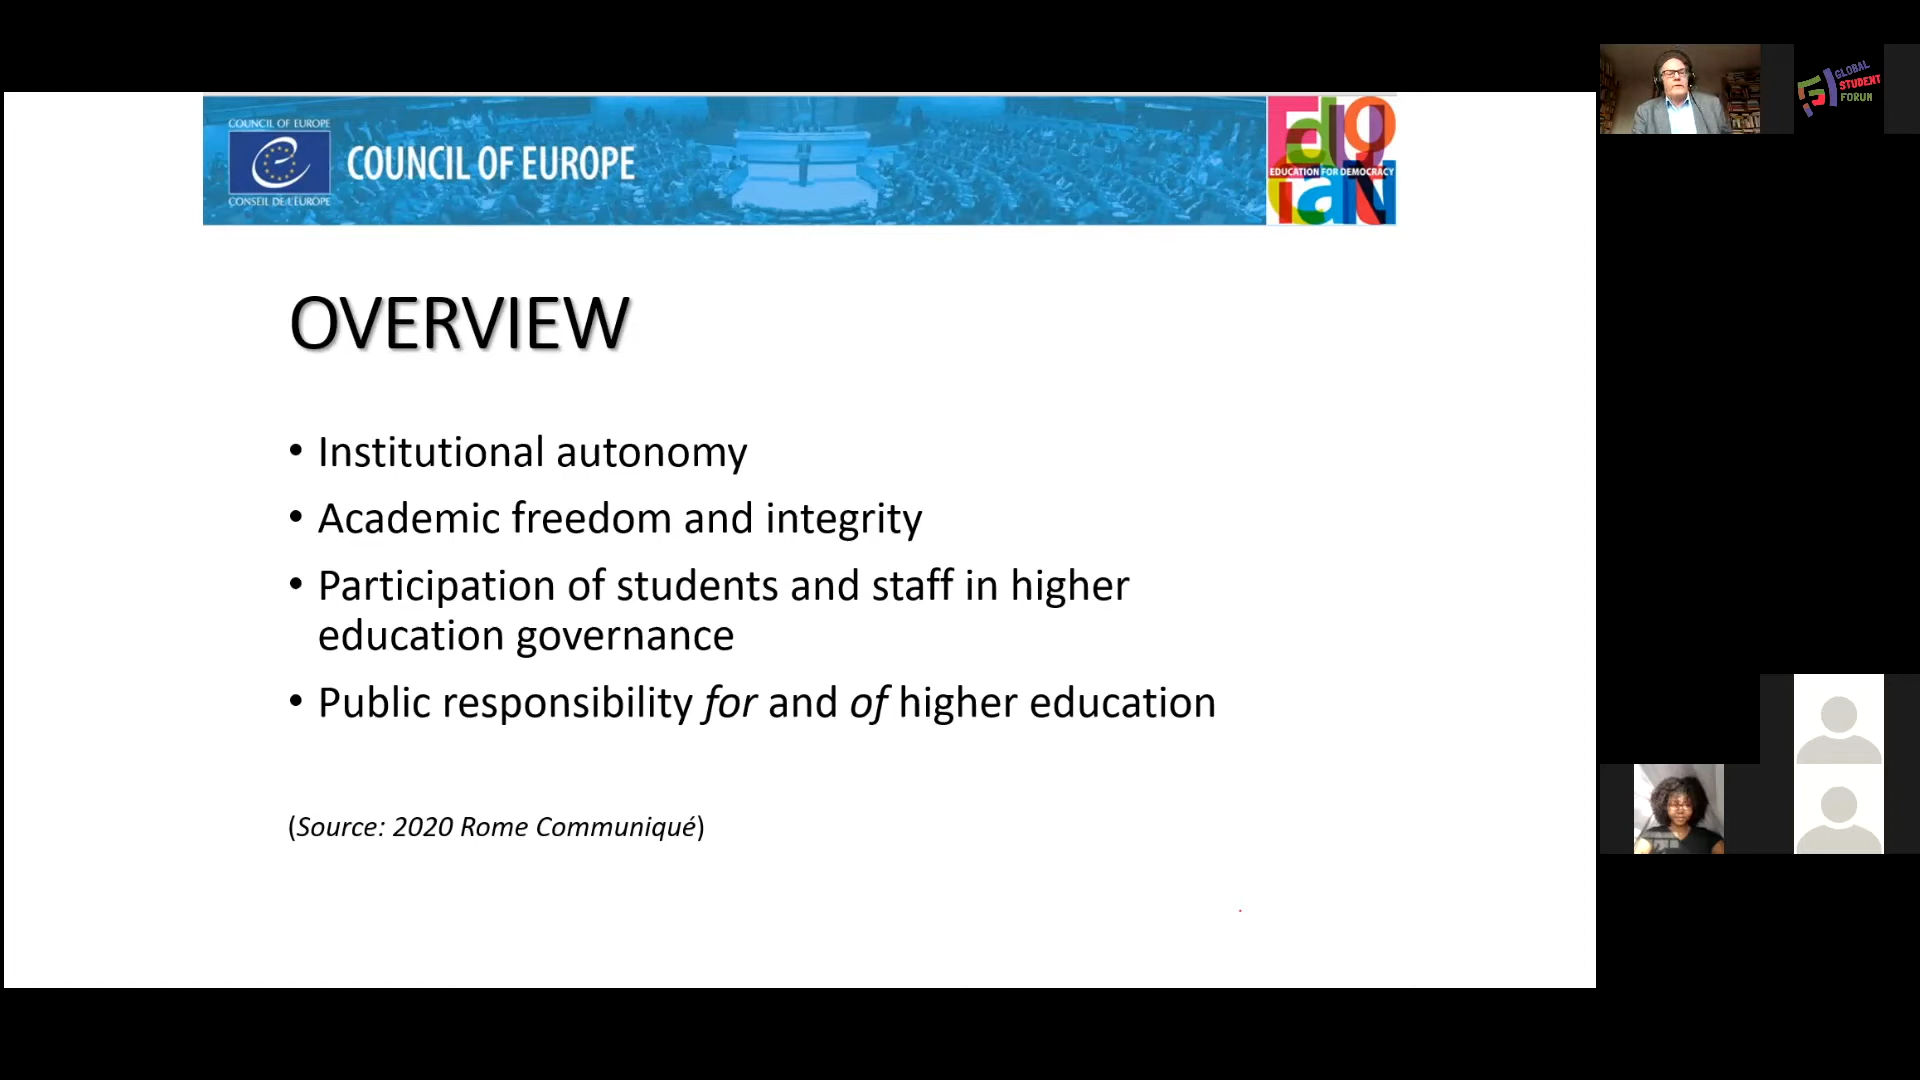 COUNCIL OF EUROPE
COUNCIL OF EUROPE
CONSEIL DE L'EUROPE
EDUCATION FOR DEMOCRACY
GLOBAL
STUDENT
FORUM
OVERVIEW
• Institutional autonomy
• Academic freedom and integrity
• Participation of students and staff in higher
education governance
• Public responsibility for and of higher education
(Source: 2020 Rome Communiqué)